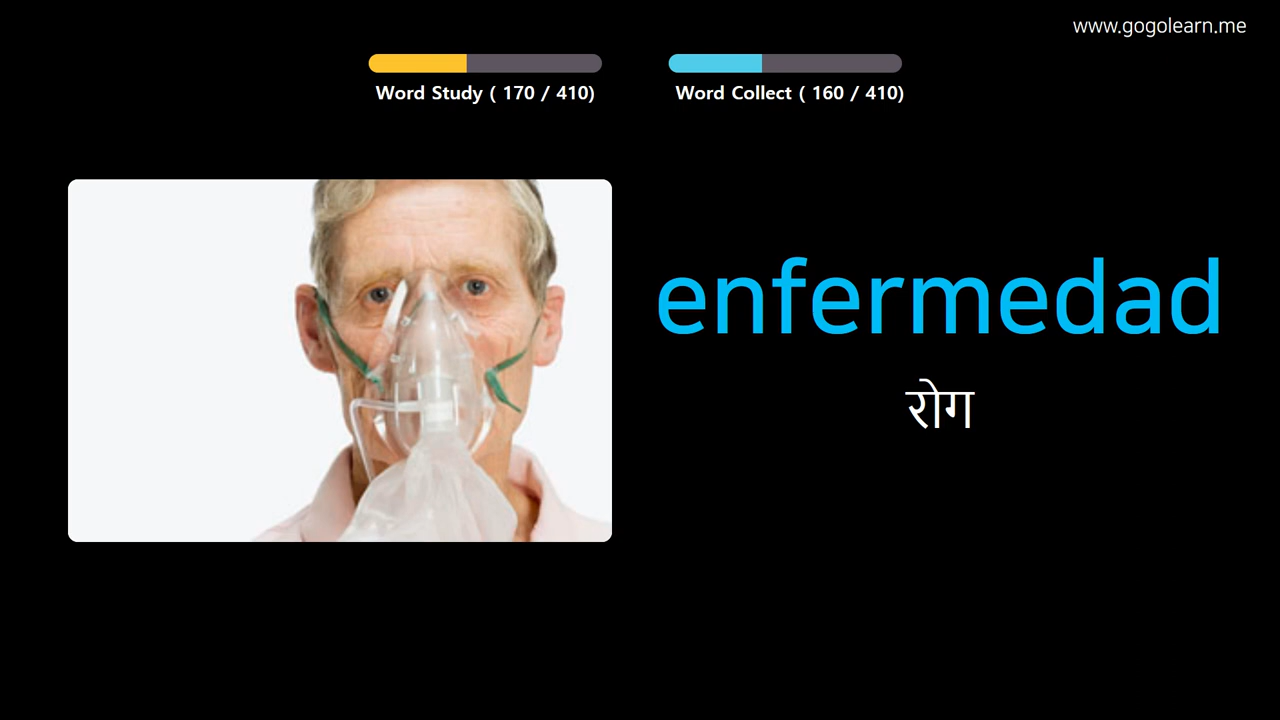 www.gogolearn.me
Word Study ( 170 / 410)
Word Collect ( 160 / 410)
enfermedad
रोग